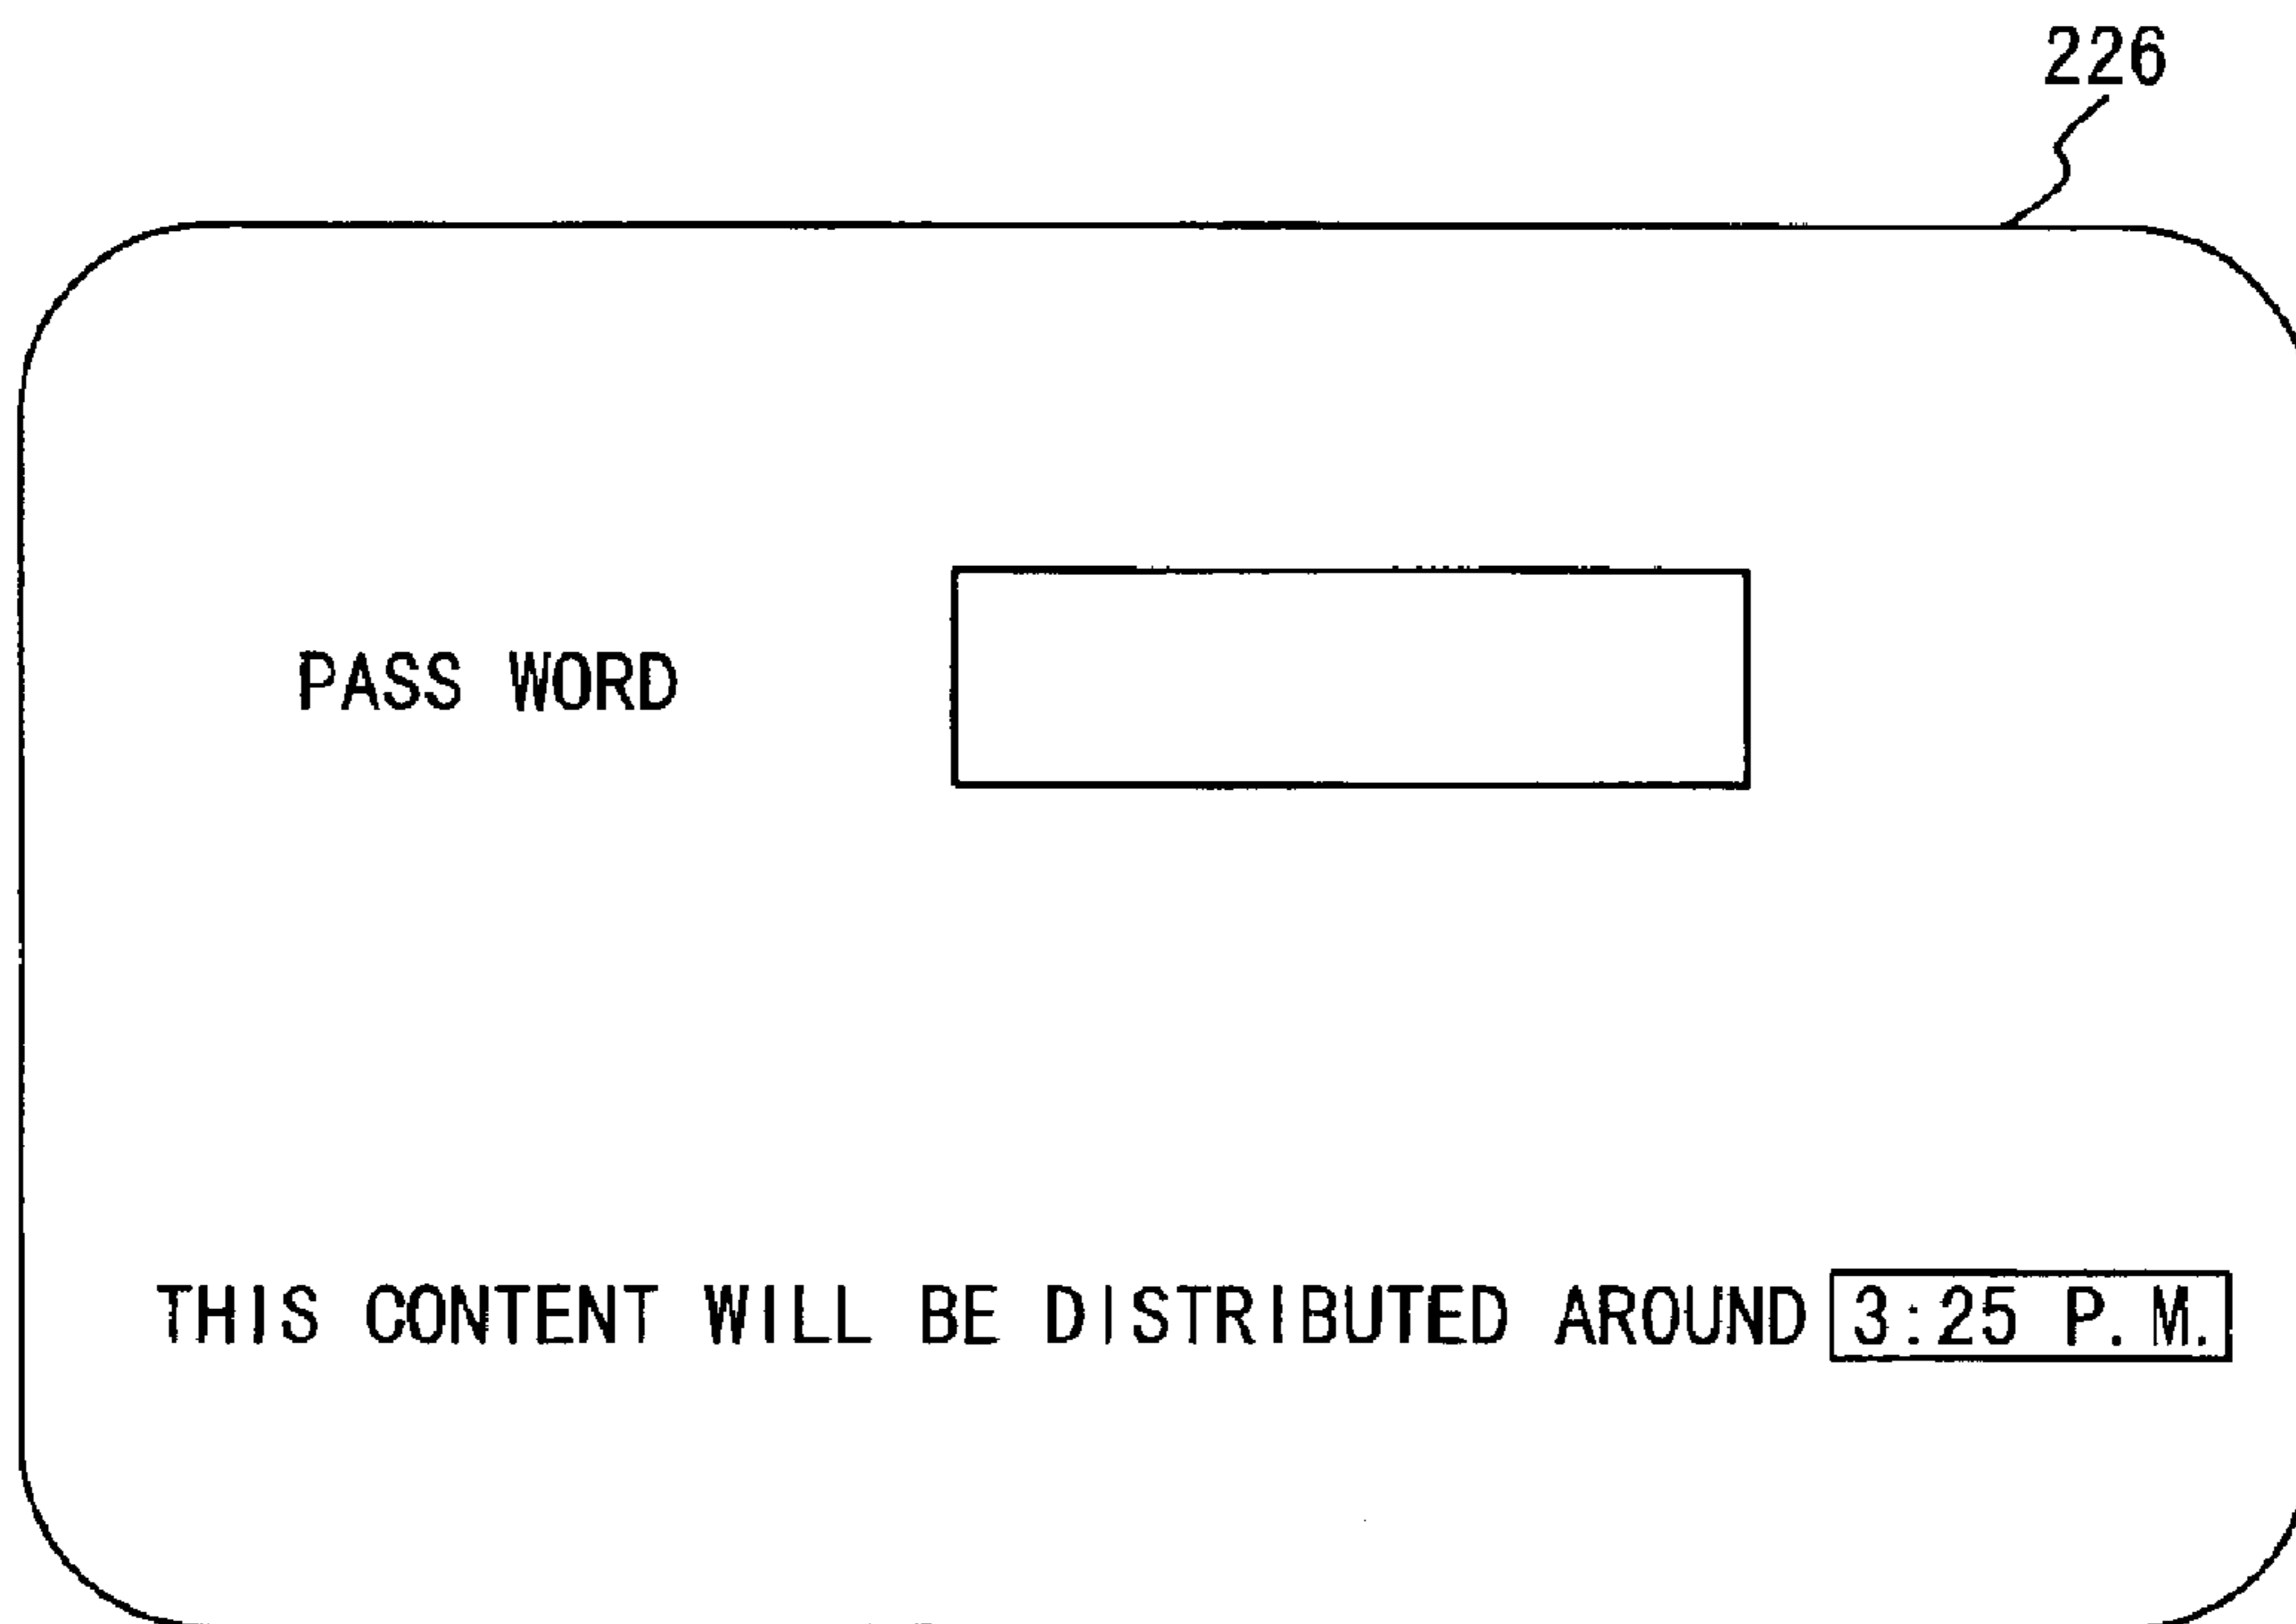 226
PASS WORD
THIS CONTENT WILL BE DISTRIBUTED AROUND 3:25 P.M.